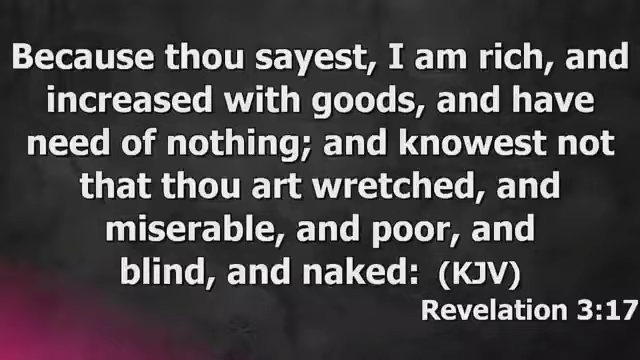 Because thou sayest, I am rich, and
increased with goods, and have
need of nothing; and knowest not
that thou art wretched, and
miserable, and poor, and
blind, and naked: (KJV)
Revelation 3:17